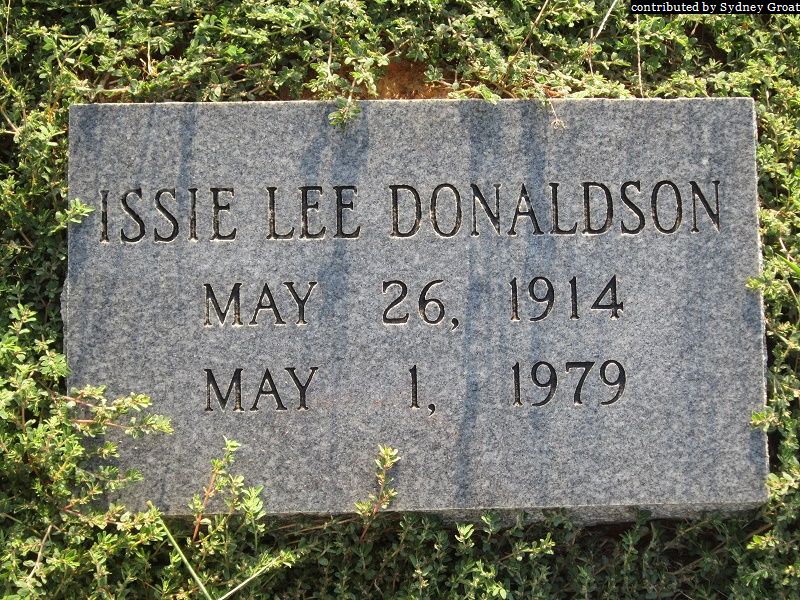 contributed by Sydney Groat
ISSIE LEE DONALDSON
MAY 26, 1914
MAY 1, 1979